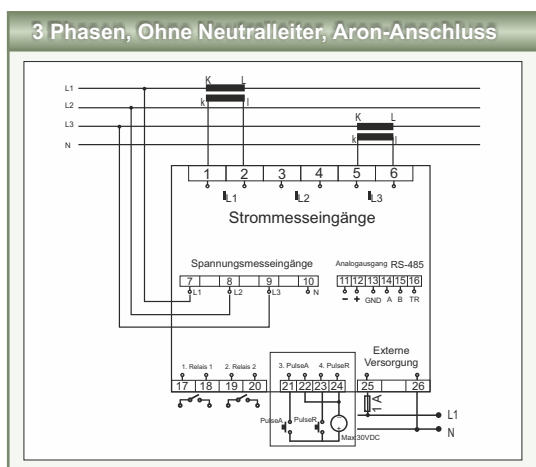 3 Phasen, Ohne Neutralleiter, Aron-Anschluss
K L
L1
L2
k l
L3
K L
N
k l
1 2 3 4 5 6
IL1 IL2 IL3
Strommesseingänge
Spannungsmesseingänge
Analogausgang RS-485
7 8 9 10
L1 L2 L3 N
11 12 13 14 15 16
- + GND A B TR
Externe
Versorgung
1. Relais 1 2. Relais 2 3. PulseA 4. PulseR
17 18 19 20 21 22 23 24 25 26
1 A
PulseA PulseR
Max30VDC
L1
N